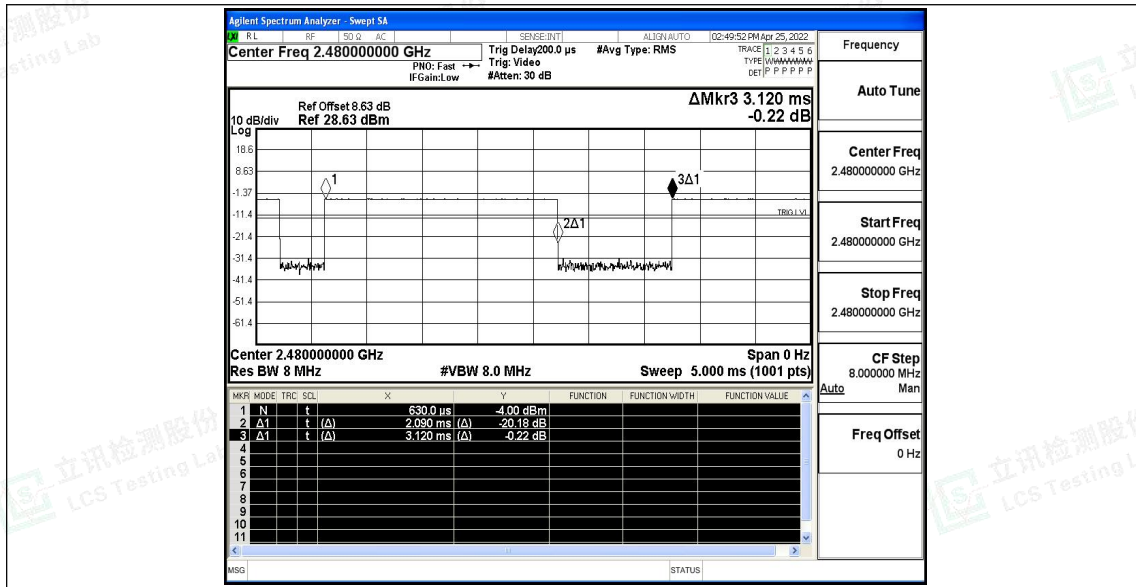 Agilent Spectrum Analyzer - Swept SA
LXI RL RF 50 Ω AC SENSE:INT ALIGN AUTO 02:49:52 PM Apr 25, 2022
Center Freq 2.480000000 GHz
PNO: Fast
IFGain:Low
Trig Delay200.0 µs
Trig: Video
#Atten: 30 dB
#Avg Type: RMS
TRACE 1 2 3 4 5 6
TYPE WWWWWW
DET P P P P P P
ΔMkr3 3.120 ms
-0.22 dB
Ref Offset 8.63 dB
10 dB/div Ref 28.63 dBm
Log
18.6
8.63
-1.37
-11.4
-21.4
-31.4
-41.4
-51.4
-61.4
1
2Δ1
3Δ1
TRIG LVL
Center 2.480000000 GHz Span 0 Hz
Res BW 8 MHz #VBW 8.0 MHz Sweep 5.000 ms (1001 pts)
MKR MODE TRC SCL X Y FUNCTION FUNCTION WIDTH FUNCTION VALUE
1 N t 630.0 µs -4.00 dBm
2 Δ1 t (Δ) 2.090 ms (Δ) -20.18 dB
3 Δ1 t (Δ) 3.120 ms (Δ) -0.22 dB
4
5
6
7
8
9
10
11
MSG STATUS
Frequency
Auto Tune
Center Freq
2.480000000 GHz
Start Freq
2.480000000 GHz
Stop Freq
2.480000000 GHz
CF Step
8.000000 MHz
Auto Man
Freq Offset
0 Hz
立讯检测股份
LCS Testing Lab
立讯检测股份
LCS Testing L